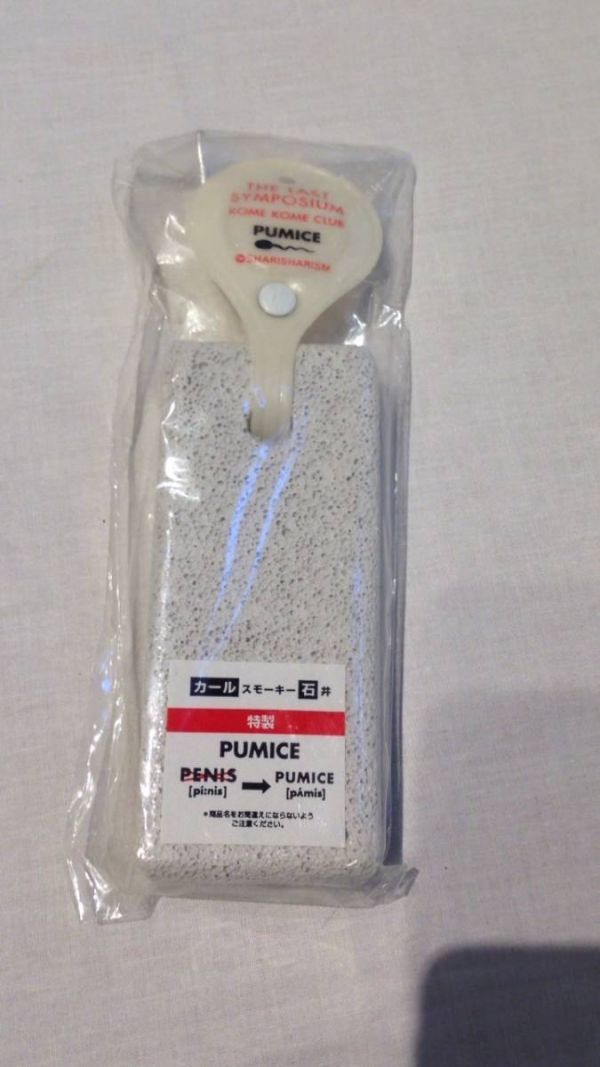 THE LAST
SYMPOSIUM
KOME KOME CLUB
PUMICE
©SHARISHARISM
カールスモーキー石井
特製
PUMICE
PENIS → PUMICE
[pi:nis] [pʌ́mis]
*商品名をお間違えにならないよう
ご注意ください。